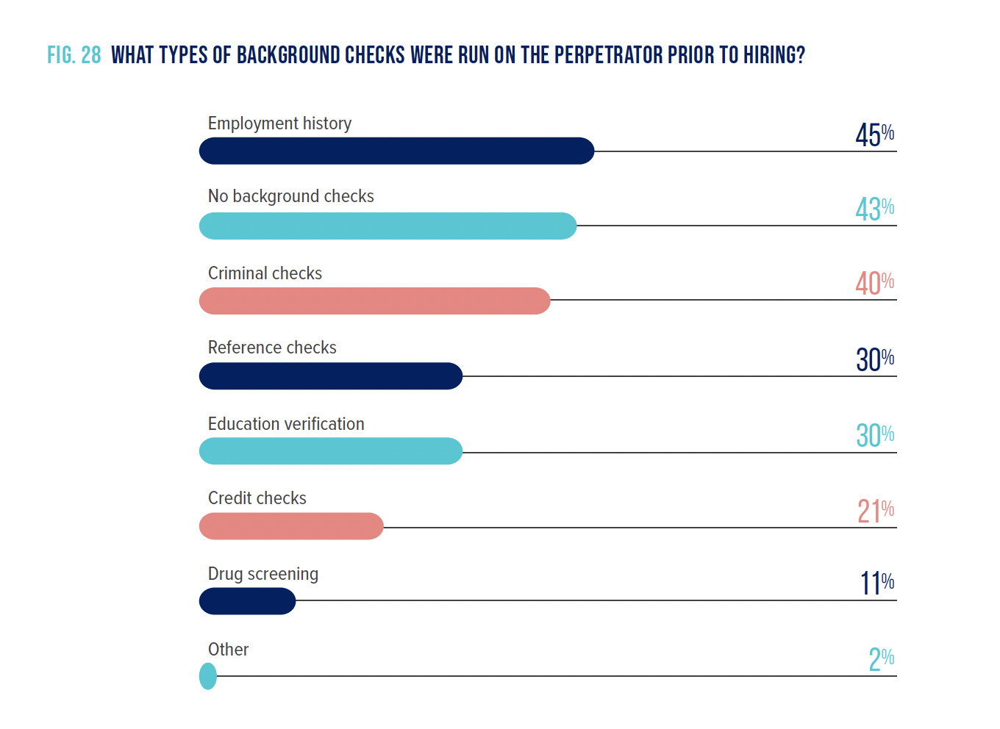 FIG. 28 WHAT TYPES OF BACKGROUND CHECKS WERE RUN ON THE PERPETRATOR PRIOR TO HIRING?
Employment history 45%
No background checks 43%
Criminal checks 40%
Reference checks 30%
Education verification 30%
Credit checks 21%
Drug screening 11%
Other 2%